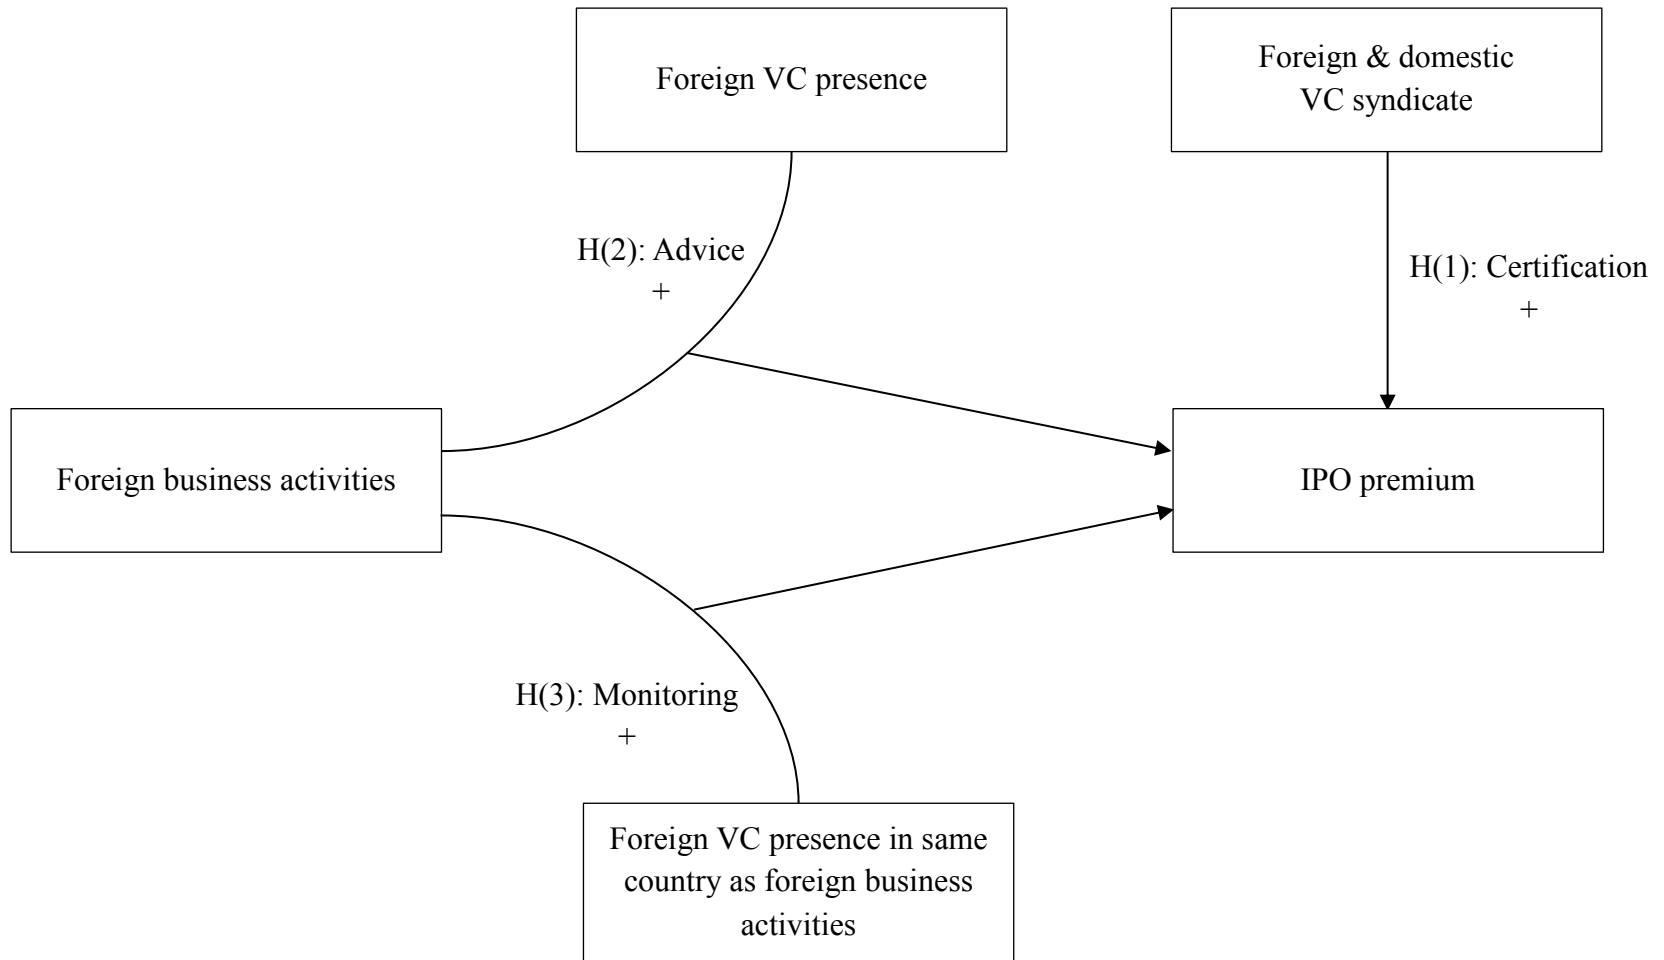 Foreign VC presence
Foreign & domestic
VC syndicate
H(2): Advice
+
H(1): Certification
+
Foreign business activities
IPO premium
H(3): Monitoring
+
Foreign VC presence in same
country as foreign business
activities